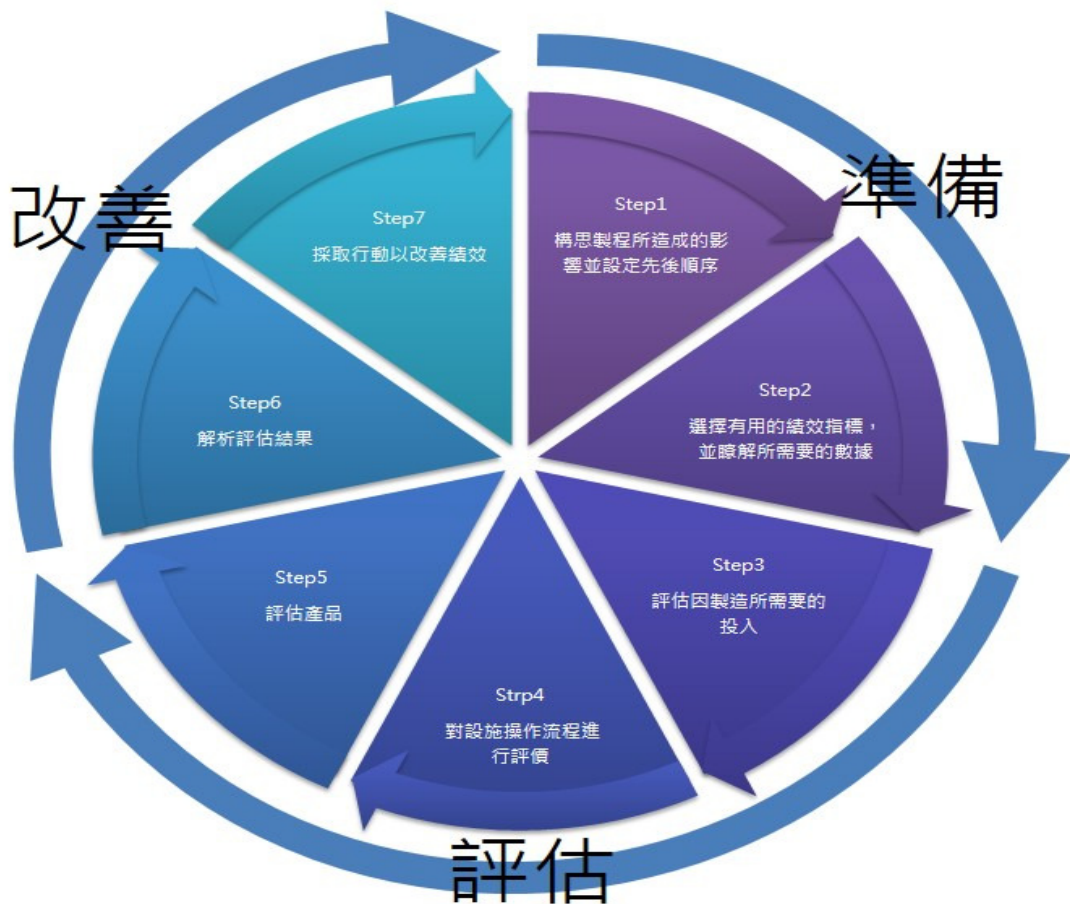 改善
準備
Step1
構思製程所造成的影
響並設定先後順序
Step2
選擇有用的績效指標，
並瞭解所需要的數據
Step3
評估因製造所需要的
投入
Strp4
對設施操作流程進
行評價
Step5
評估產品
Step6
解析評估結果
Step7
採取行動以改善績效
評估